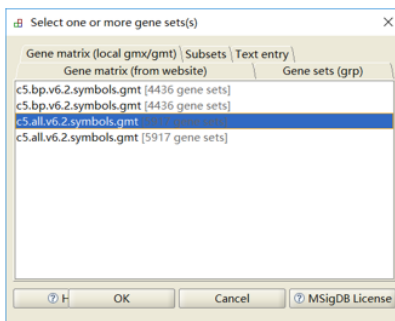 Select one or more gene sets(s)
Gene matrix (local gmx/gmt) Subsets Text entry
Gene matrix (from website) Gene sets (grp)
c5.bp.v6.2.symbols.gmt [4436 gene sets]
c5.bp.v6.2.symbols.gmt [4436 gene sets]
c5.all.v6.2.symbols.gmt gene sets]
c5.all.v6.2.symbols.gmt [5917 gene sets]
H OK Cancel MSigDB License